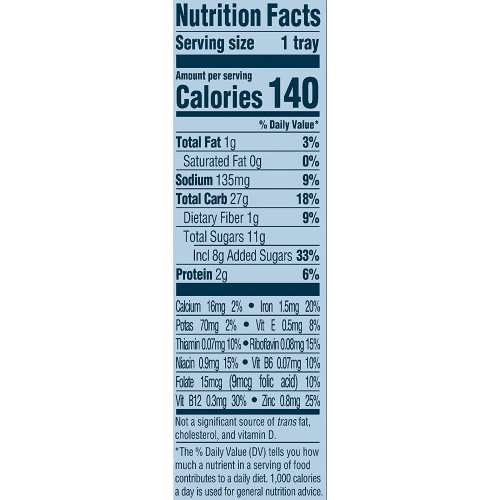 Nutrition Facts
Serving size 1 tray
Amount per serving
Calories 140
% Daily Value*
Total Fat 1g 3%
Saturated Fat 0g 0%
Sodium 135mg 9%
Total Carb 27g 18%
Dietary Fiber 1g 9%
Total Sugars 11g
Incl 8g Added Sugars 33%
Protein 2g 6%
Calcium 16mg 2% • Iron 1.5mg 20%
Potas 70mg 2% • Vit E 0.5mg 8%
Thiamin 0.07mg 10% • Riboflavin 0.08mg 15%
Niacin 0.9mg 15% • Vit B6 0.07mg 10%
Folate 15mcg (9mcg folic acid) 10%
Vit B12 0.3mg 30% • Zinc 0.8mg 25%
Not a significant source of trans fat,
cholesterol, and vitamin D.
*The % Daily Value (DV) tells you how
much a nutrient in a serving of food
contributes to a daily diet. 1,000 calories
a day is used for general nutrition advice.